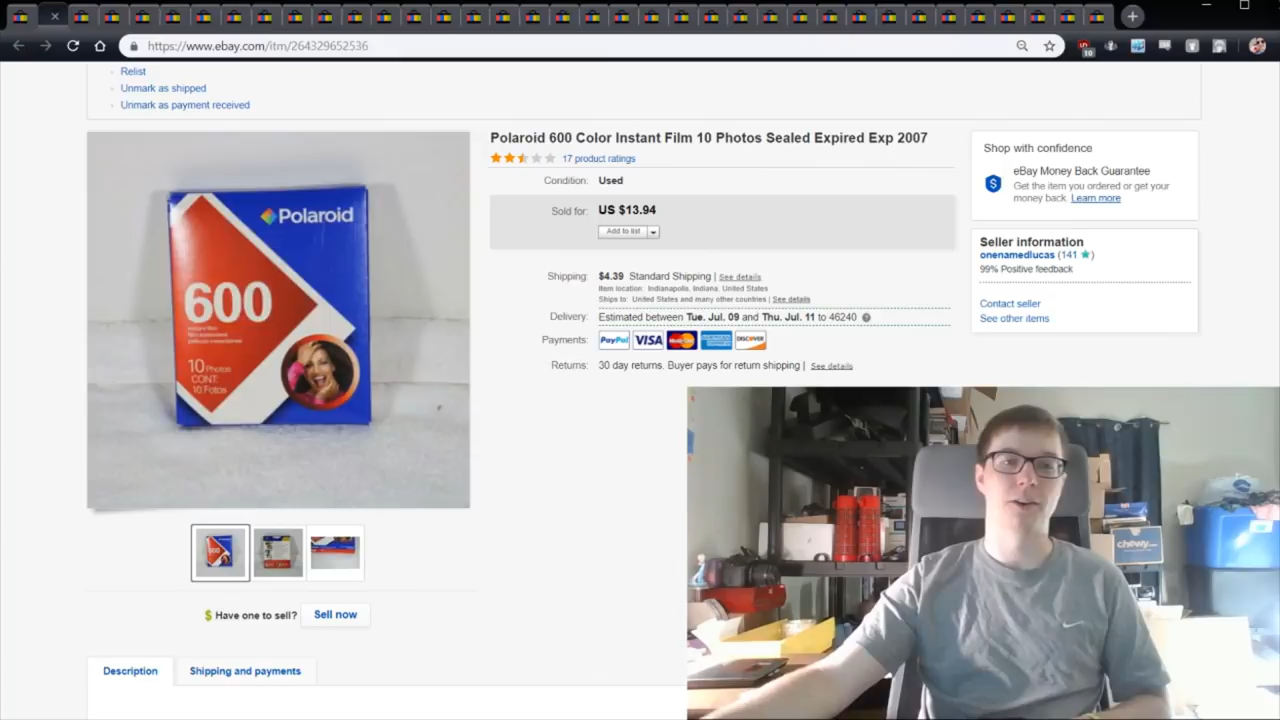 10
https://www.ebay.com/itm/264329652536
Relist
Unmark as shipped
Unmark as payment received
Polaroid 600 Color Instant Film 10 Photos Sealed Expired Exp 2007
17 product ratings
Condition: Used
Sold for: US $13.94
Add to list
Shipping: $4.39 Standard Shipping | See details
Item location: Indianapolis, Indiana, United States
Ships to: United States and many other countries | See details
Delivery: Estimated between Tue. Jul. 09 and Thu. Jul. 11 to 46240
Payments: PayPal VISA MasterCard DISCOVER
Returns: 30 day returns. Buyer pays for return shipping | See details
Shop with confidence
eBay Money Back Guarantee
Get the item you ordered or get your
money back. Learn more
Seller information
onenamedlucas (141 )
99% Positive feedback
Contact seller
See other items
Polaroid
600
10 Photos
CONT:
10 Fotos
Have one to sell? Sell now
Description
Shipping and payments
chewy